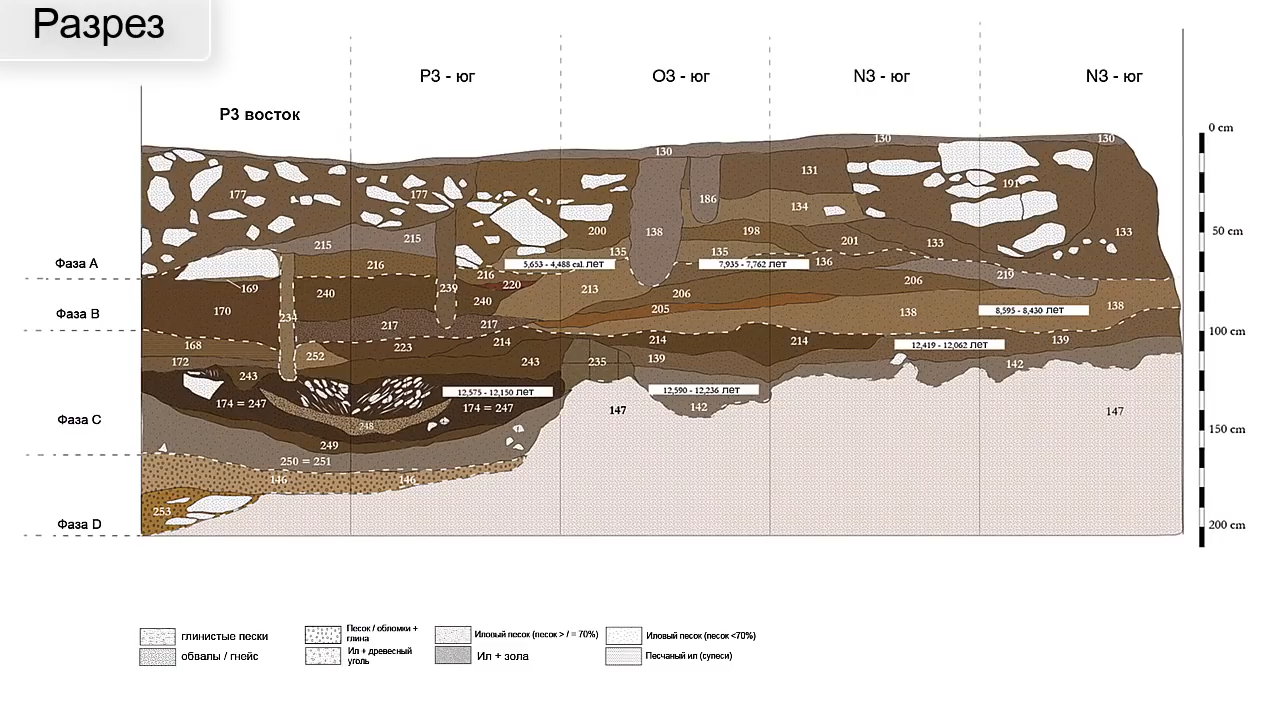 Разрез
P3 - юг
O3 - юг
N3 - юг
N3 - юг
P3 восток
0 cm
130
130
130
131
177
177
191
186
134
200
138
198
201
133
133
50 cm
215
215
135
135
136
Фаза A
216
216
5,653 - 4,488 cal. лет
7,935 - 7,762 лет
219
169
240
239
220
213
206
206
240
Фаза B
170
234
217
217
205
138
8,595 - 8,430 лет
138
100 cm
168
223
214
214
214
12,419 - 12,062 лет
139
172
252
243
235
139
142
243
174 = 247
12,575 - 12,150 лет
12,590 - 12,236 лет
174 = 247
147
142
147
Фаза C
248
150 cm
249
250 = 251
146
146
253
Фаза D
200 cm
глинистые пески
Песок / обломки +
глина
Иловый песок (песок > / = 70%)
Иловый песок (песок <70%)
обвалы / гнейс
Ил + древесный
уголь
Ил + зола
Песчаный ил (супеси)